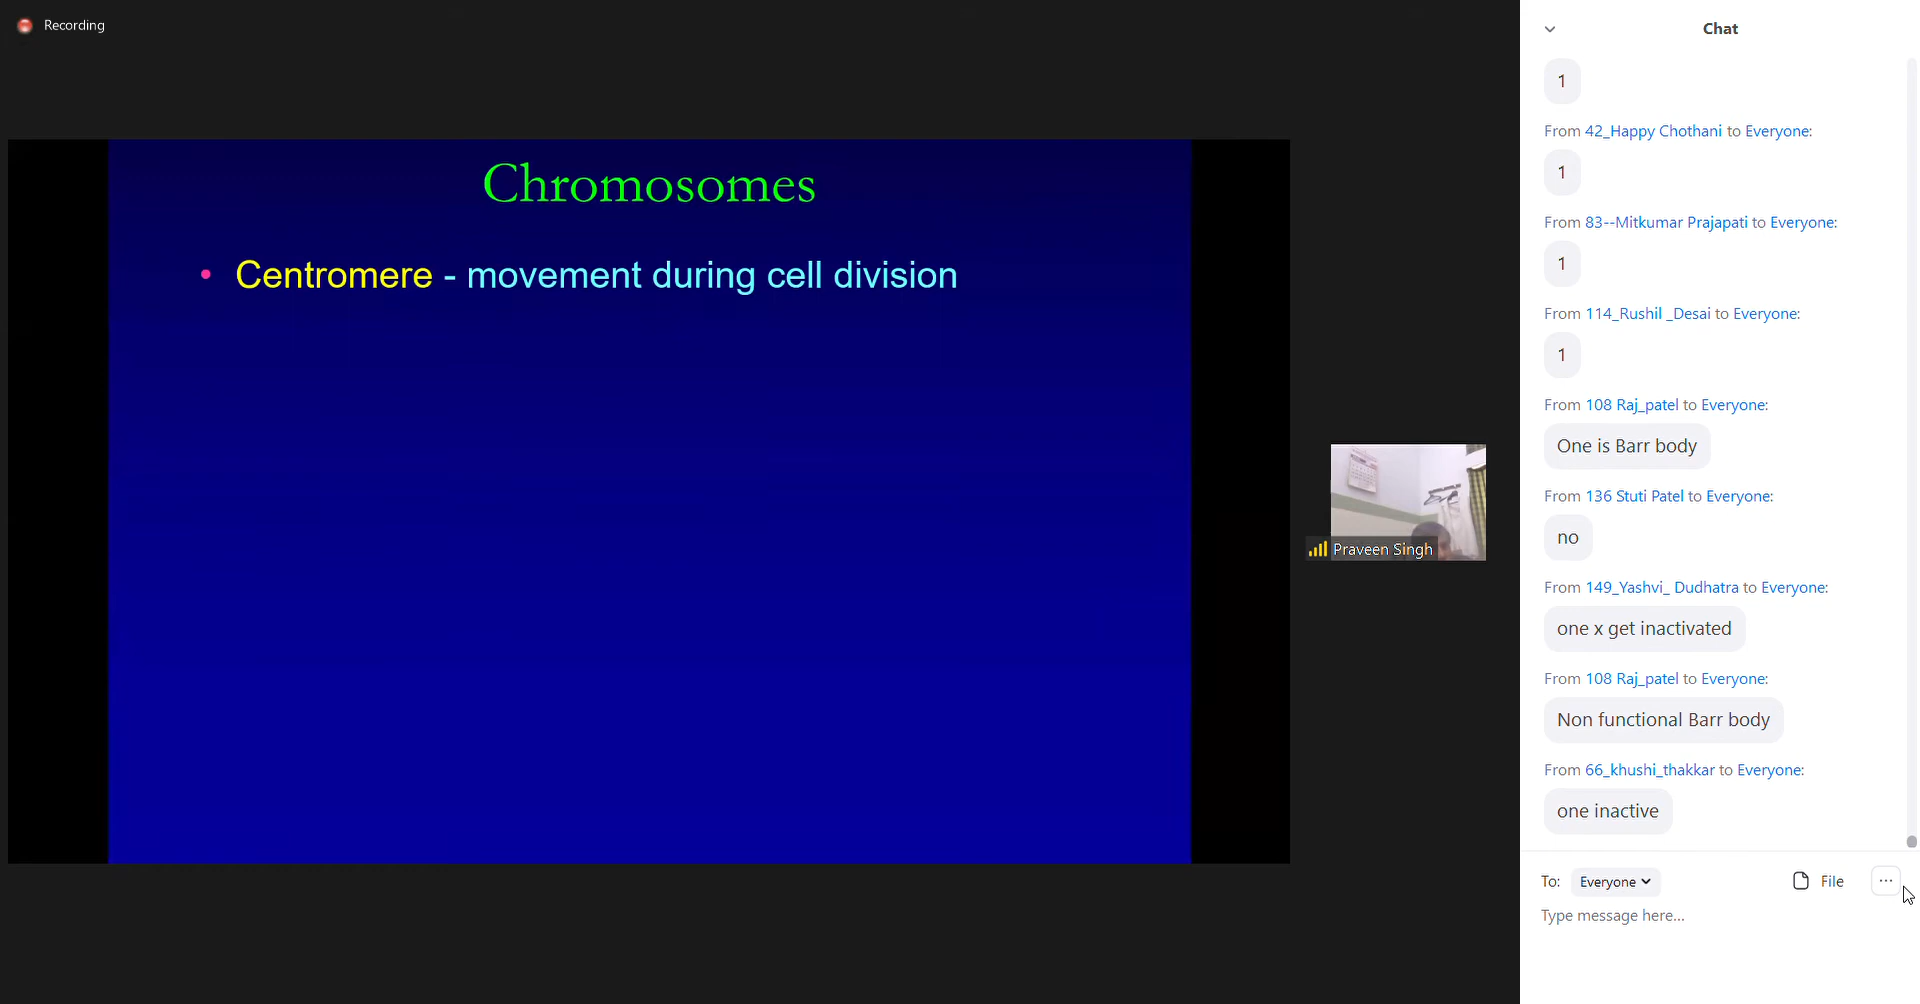 Recording
Chromosomes
• Centromere - movement during cell division
Praveen Singh
Chat
1
From 42_Happy Chothani to Everyone:
1
From 83--Mitkumar Prajapati to Everyone:
1
From 114_Rushil _Desai to Everyone:
1
From 108 Raj_patel to Everyone:
One is Barr body
From 136 Stuti Patel to Everyone:
no
From 149_Yashvi_ Dudhatra to Everyone:
one x get inactivated
From 108 Raj_patel to Everyone:
Non functional Barr body
From 66_khushi_thakkar to Everyone:
one inactive
To: Everyone File ...
Type message here...